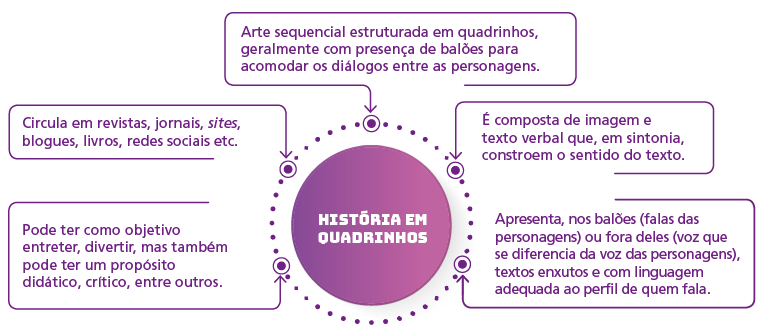 Arte sequencial estruturada em quadrinhos,
geralmente com presença de balões para
acomodar os diálogos entre as personagens.
Circula em revistas, jornais, sites,
blogues, livros, redes sociais etc.
É composta de imagem e
texto verbal que, em sintonia,
constroem o sentido do texto.
HISTÓRIA EM
QUADRINHOS
Pode ter como objetivo
entreter, divertir, mas também
pode ter um propósito
didático, crítico, entre outros.
Apresenta, nos balões (falas das
personagens) ou fora deles (voz que
se diferencia da voz das personagens),
textos enxutos e com linguagem
adequada ao perfil de quem fala.